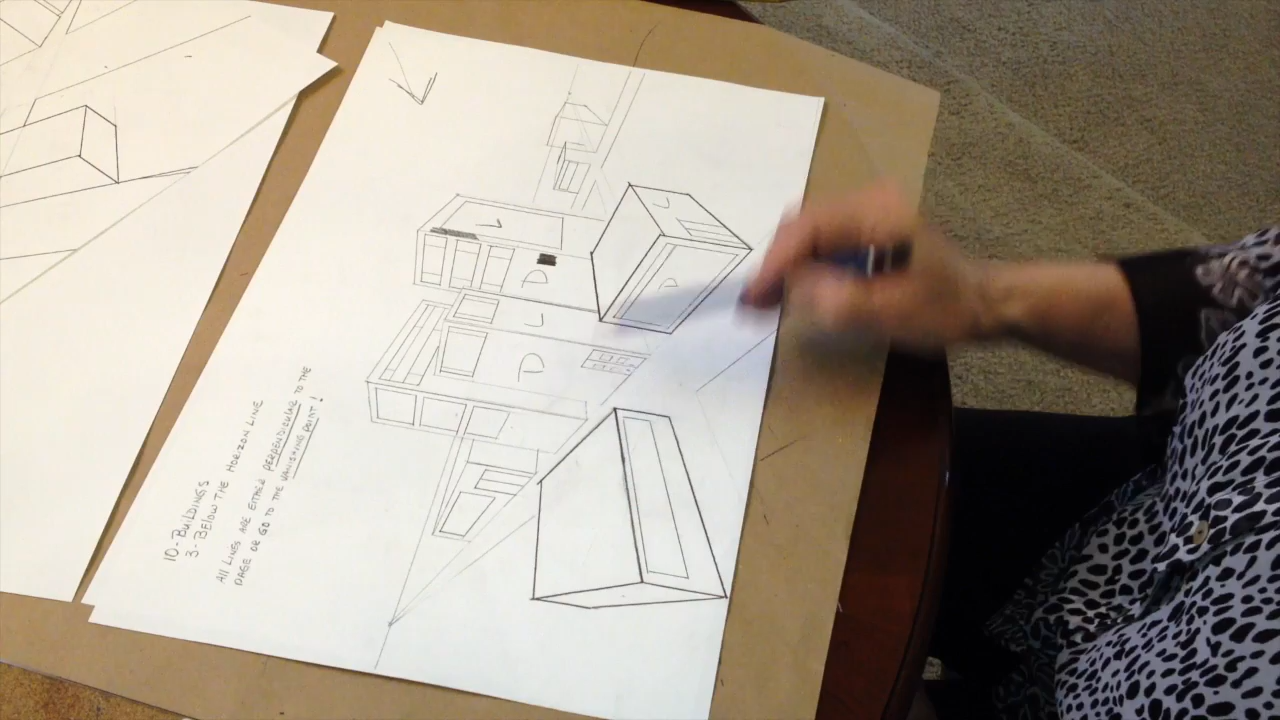 10 - BUILDINGS
3 - BELOW THE HORIZON LINE
ALL LINES ARE EITHER PERPENDICULAR TO THE
PAGE OR GO TO THE VANISHING POINT!